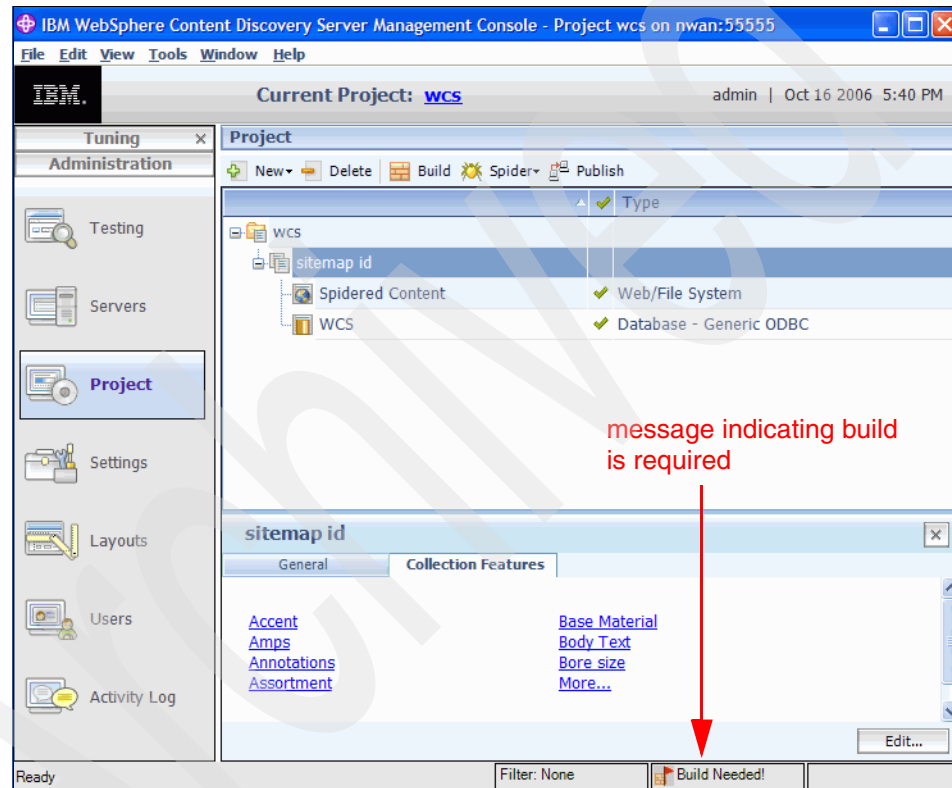 IBM WebSphere Content Discovery Server Management Console - Project wcs on nwan:55555
File Edit View Tools Window Help
IBM.
Current Project: wcs
admin | Oct 16 2006 5:40 PM
Tuning
Administration
Testing
Servers
Project
Settings
Layouts
Users
Activity Log
Project
New Delete Build Spider Publish
Type
wcs
sitemap id
Spidered Content Web/File System
WCS Database - Generic ODBC
message indicating build
is required
sitemap id
General Collection Features
Accent Base Material
Amps Body Text
Annotations Bore size
Assortment More...
Edit...
Ready Filter: None Build Needed!